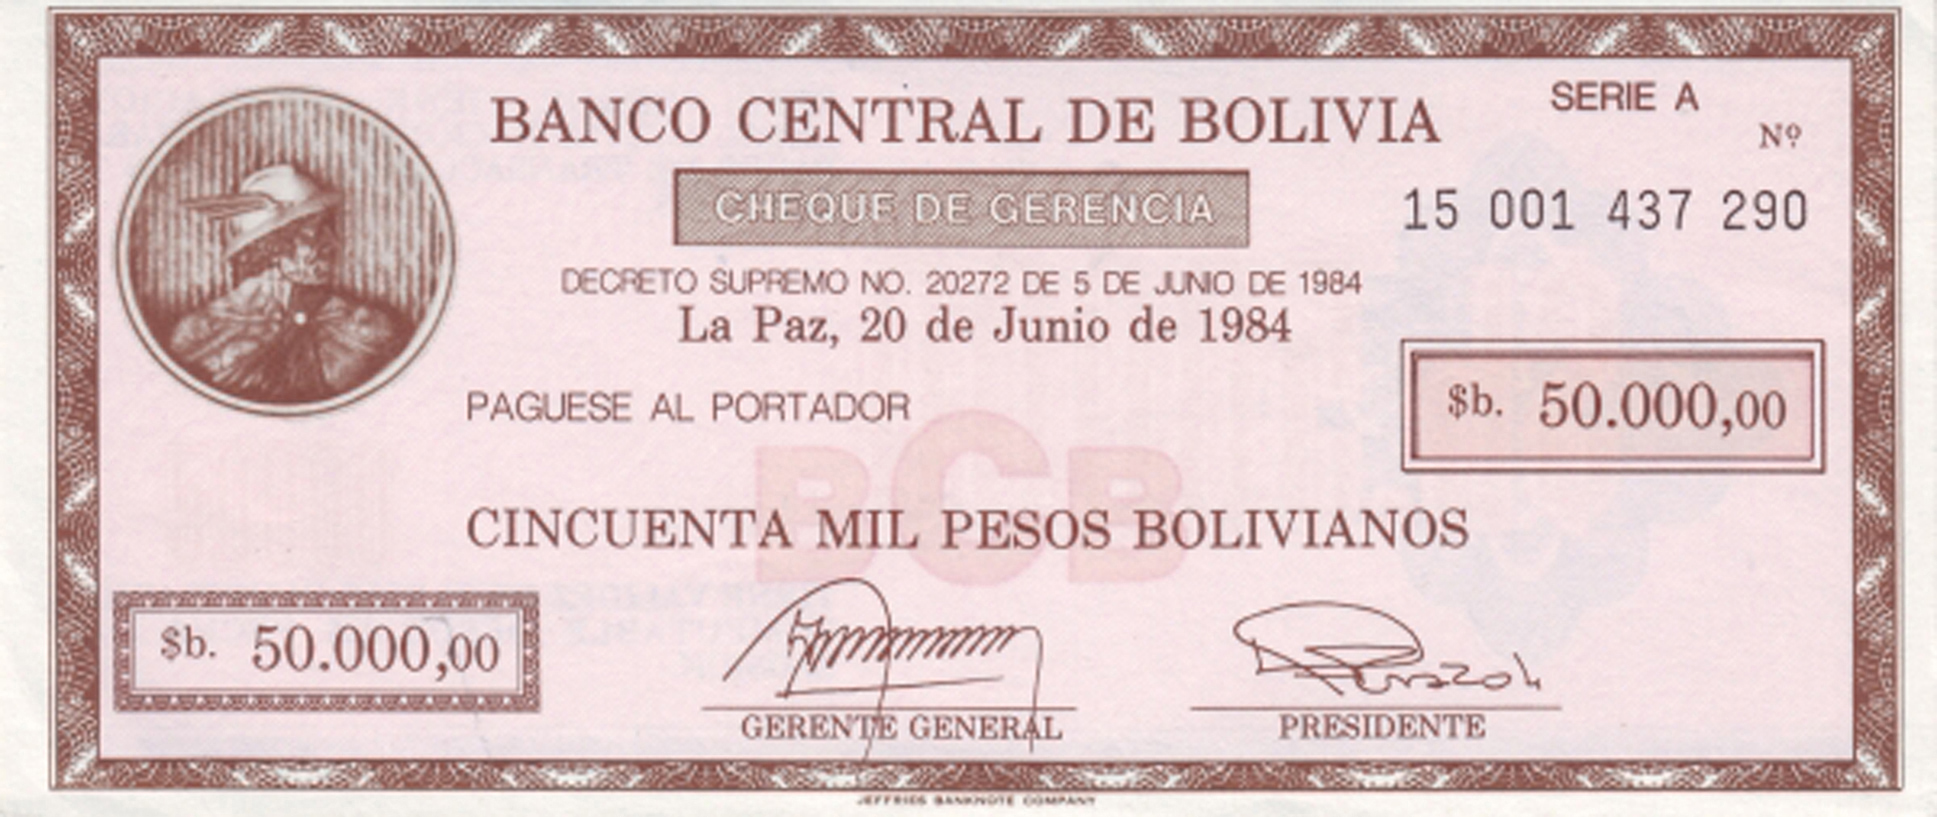 BANCO CENTRAL DE BOLIVIA
SERIE A
Nº
CHEQUE DE GERENCIA
15 001 437 290
DECRETO SUPREMO NO. 20272 DE 5 DE JUNIO DE 1984
La Paz, 20 de Junio de 1984
$b. 50.000,00
PAGUESE AL PORTADOR
BCB
CINCUENTA MIL PESOS BOLIVIANOS
$b. 50.000,00
GERENTE GENERAL
PRESIDENTE
JEFFRIES BANKNOTE COMPANY